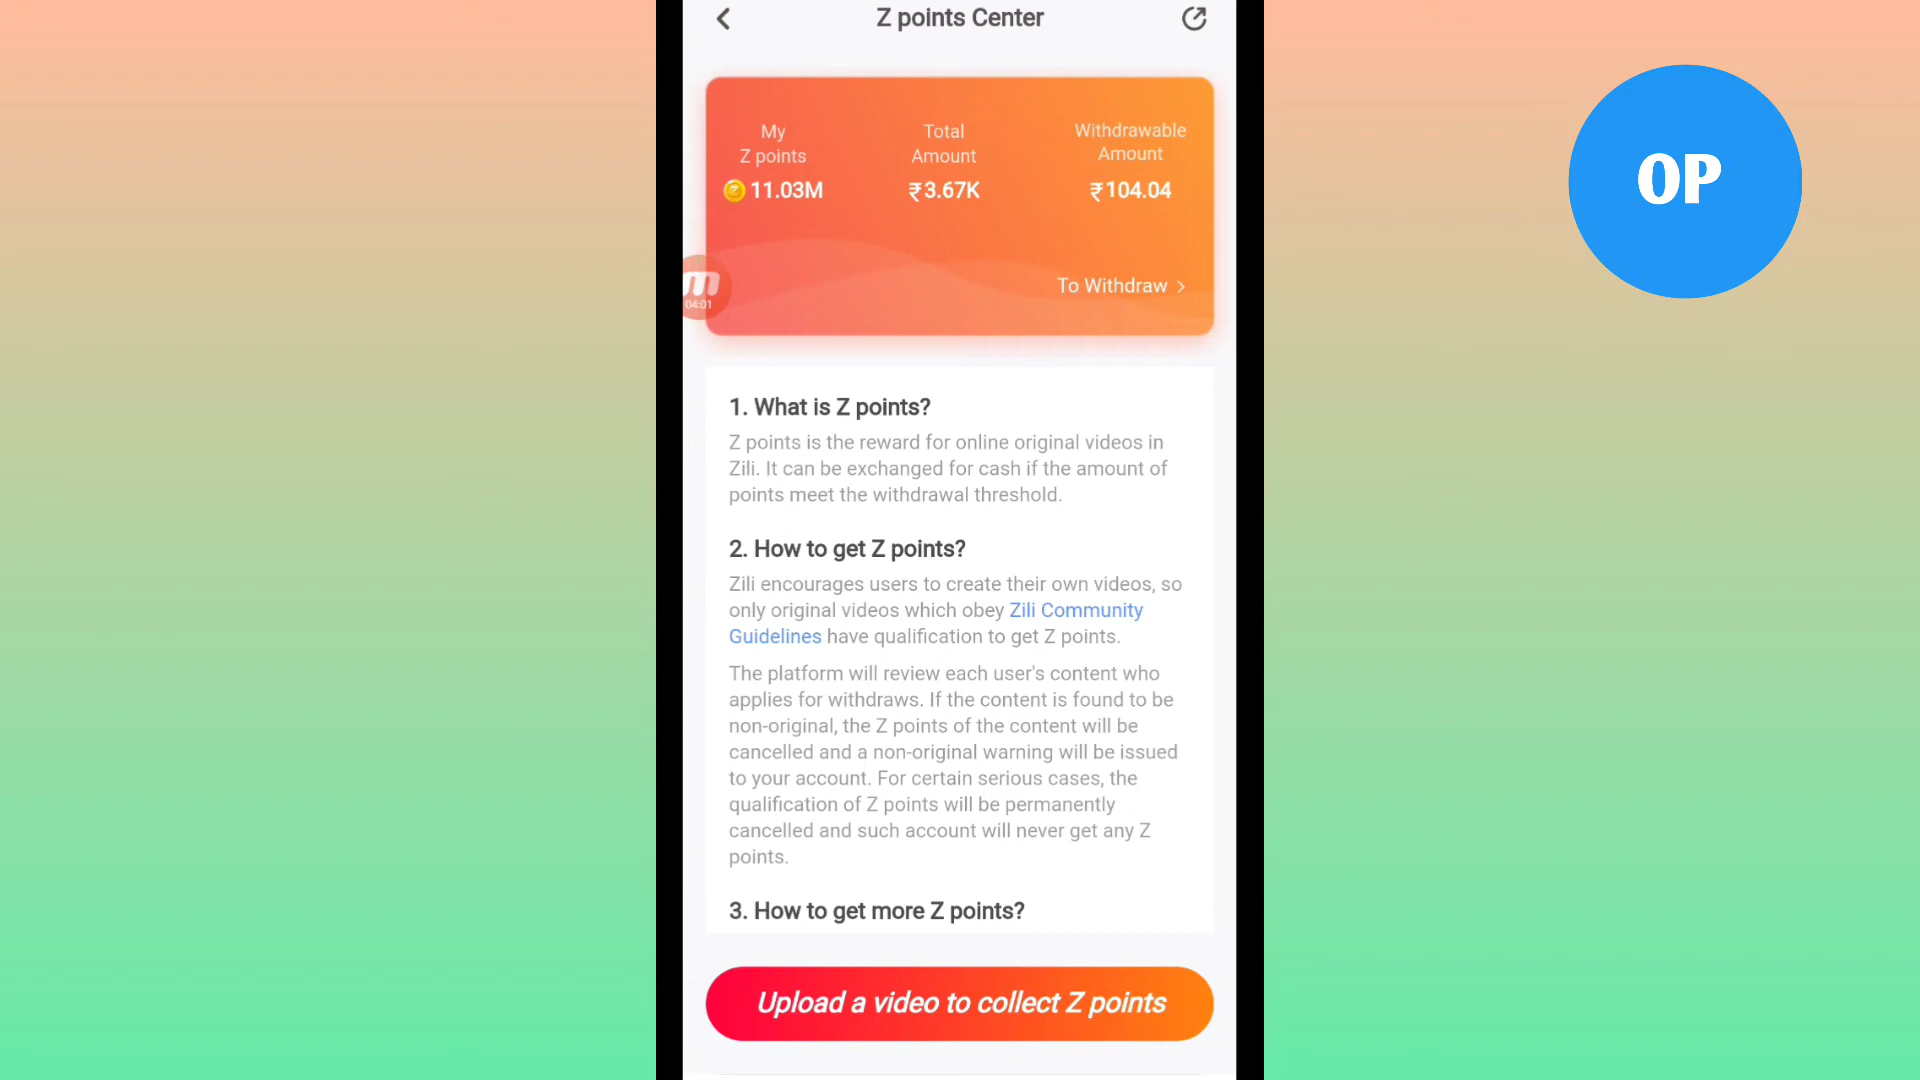 Z points Center
My
Z points
11.03M
Total
Amount
₹3.67K
Withdrawable
Amount
₹104.04
OP
m
04:01
To Withdraw >
1. What is Z points?
Z points is the reward for online original videos in
Zili. It can be exchanged for cash if the amount of
points meet the withdrawal threshold.
2. How to get Z points?
Zili encourages users to create their own videos, so
only original videos which obey Zili Community
Guidelines have qualification to get Z points.
The platform will review each user's content who
applies for withdraws. If the content is found to be
non-original, the Z points of the content will be
cancelled and a non-original warning will be issued
to your account. For certain serious cases, the
qualification of Z points will be permanently
cancelled and such account will never get any Z
points.
3. How to get more Z points?
Upload a video to collect Z points